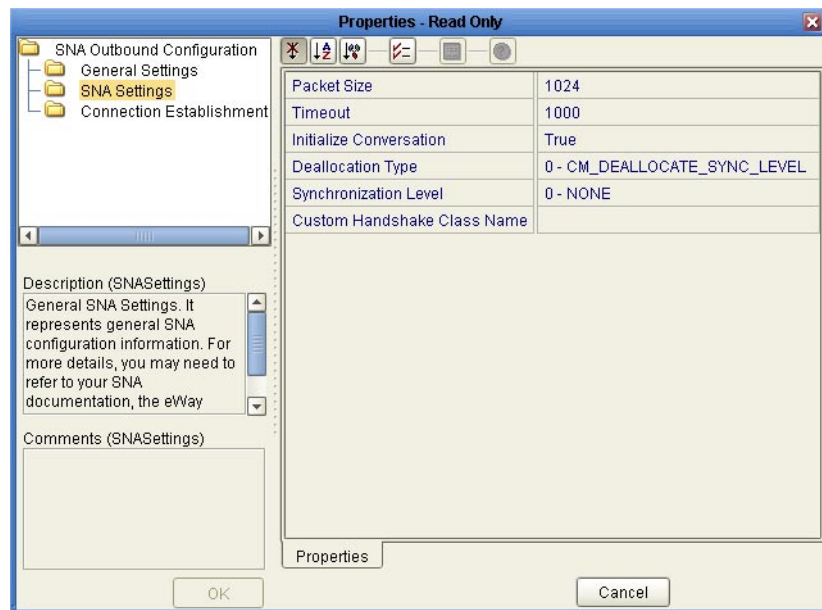 Properties - Read Only
SNA Outbound Configuration
General Settings
SNA Settings
Connection Establishment
Packet Size 1024
Timeout 1000
Initialize Conversation True
Deallocation Type 0 - CM_DEALLOCATE_SYNC_LEVEL
Synchronization Level 0 - NONE
Custom Handshake Class Name
Description (SNASettings)
General SNA Settings. It
represents general SNA
configuration information. For
more details, you may need to
refer to your SNA
documentation, the eWay
Comments (SNASettings)
Properties
OK
Cancel